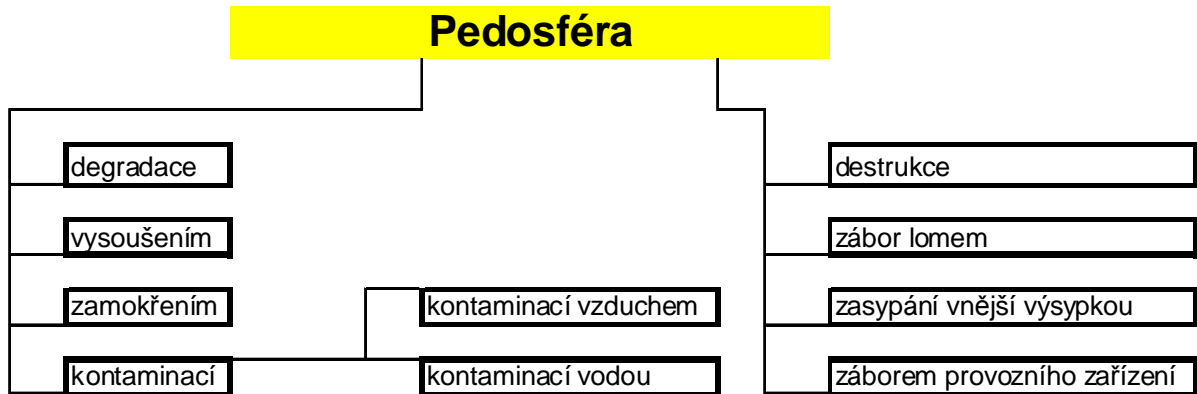 Pedosféra
degradace
destrukce
vysoušením
zábor lomem
zamokřením
kontaminací vzduchem
zasypání vnější výsypkou
kontaminací
kontaminací vodou
záborem provozního zařízení